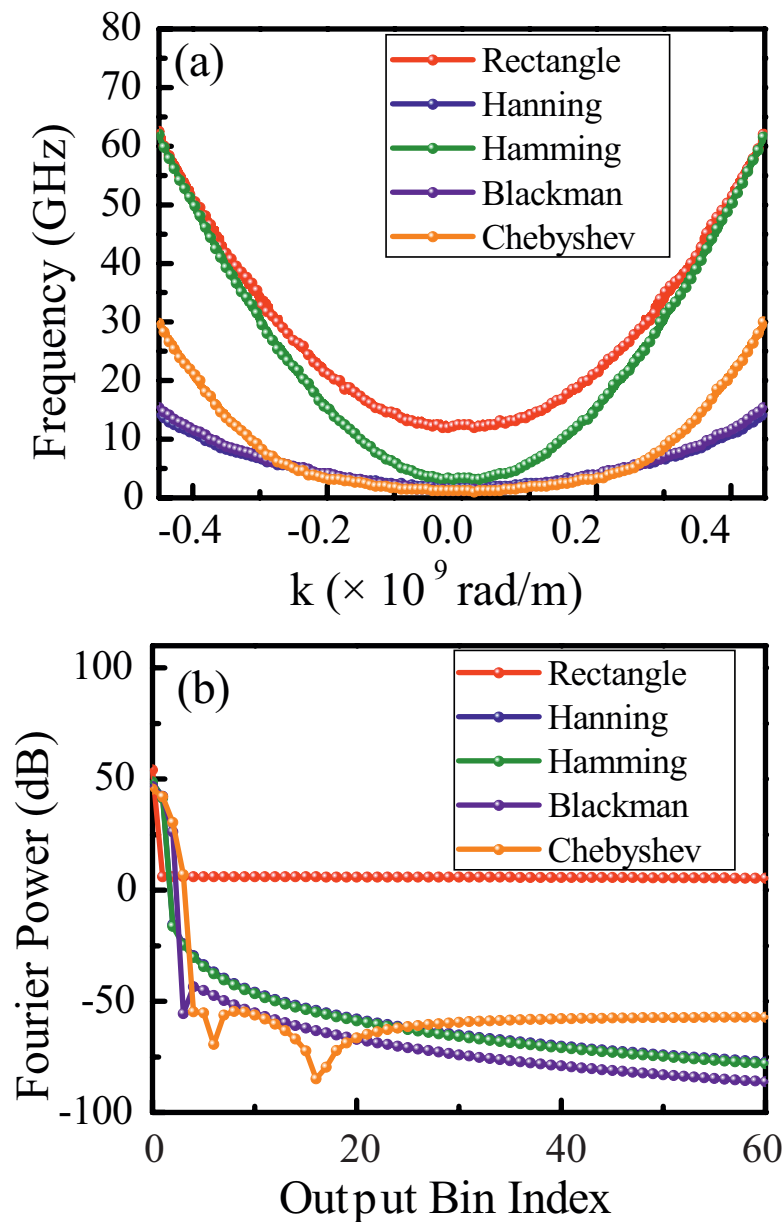 (a)
Rectangle
Hanning
Hamming
Blackman
Chebyshev
80
70
60
50
40
30
20
10
0
Frequency (GHz)
-0.4 -0.2 0.0 0.2 0.4
k (× 10⁹ rad/m)
(b)
Rectangle
Hanning
Hamming
Blackman
Chebyshev
100
50
0
-50
-100
Fourier Power (dB)
0 20 40 60
Output Bin Index